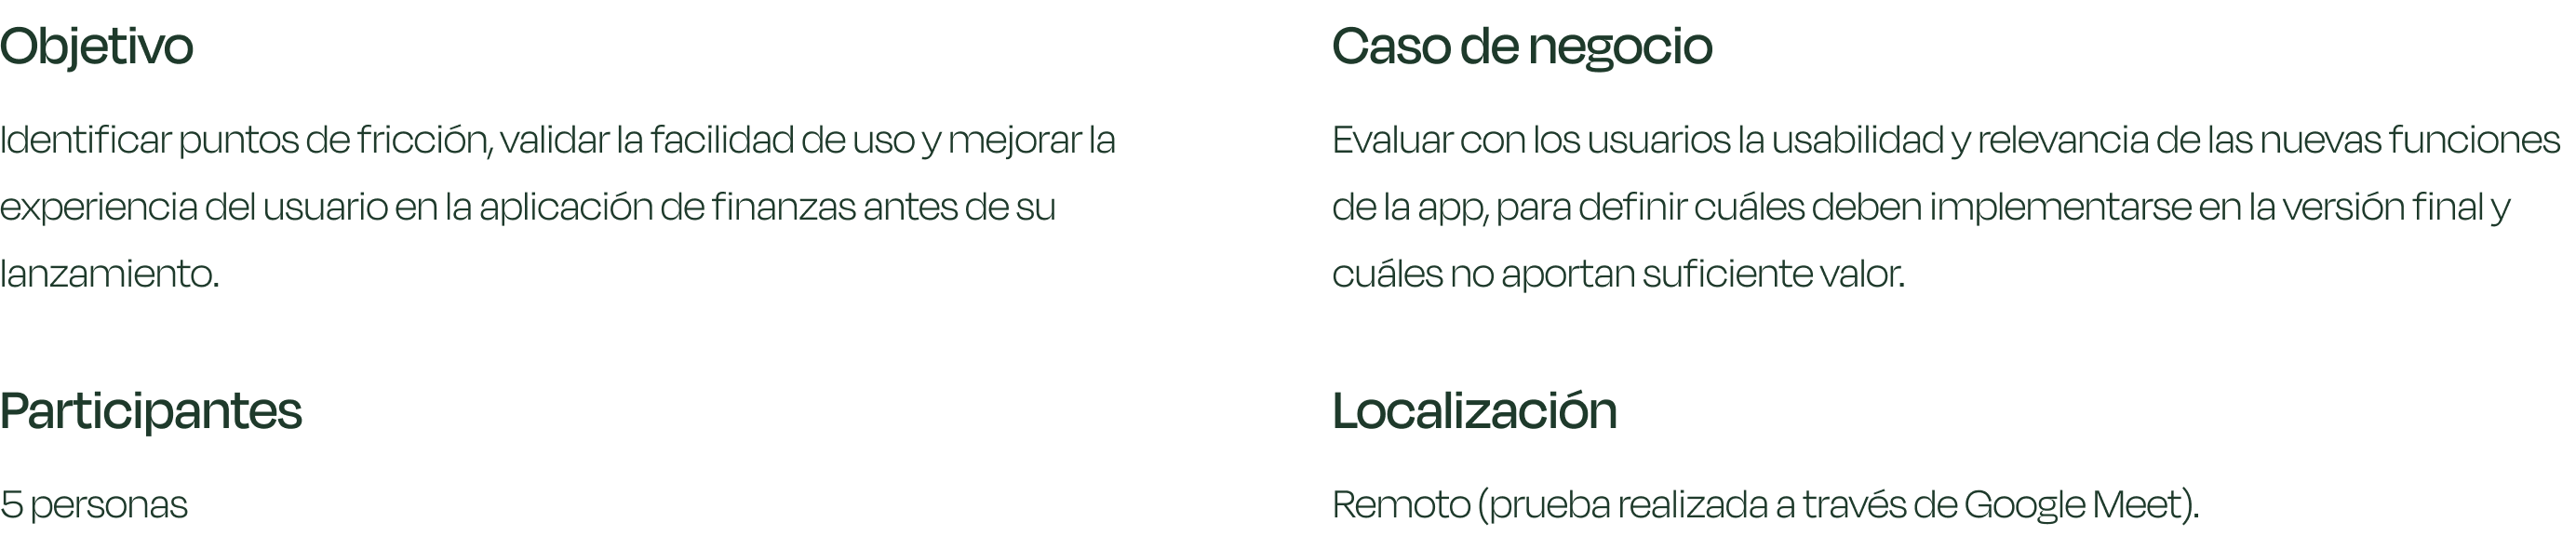 Objetivo
Identificar puntos de fricción, validar la facilidad de uso y mejorar la
experiencia del usuario en la aplicación de finanzas antes de su
lanzamiento.
Caso de negocio
Evaluar con los usuarios la usabilidad y relevancia de las nuevas funciones
de la app, para definir cuáles deben implementarse en la versión final y
cuáles no aportan suficiente valor.
Participantes
5 personas
Localización
Remoto (prueba realizada a través de Google Meet).